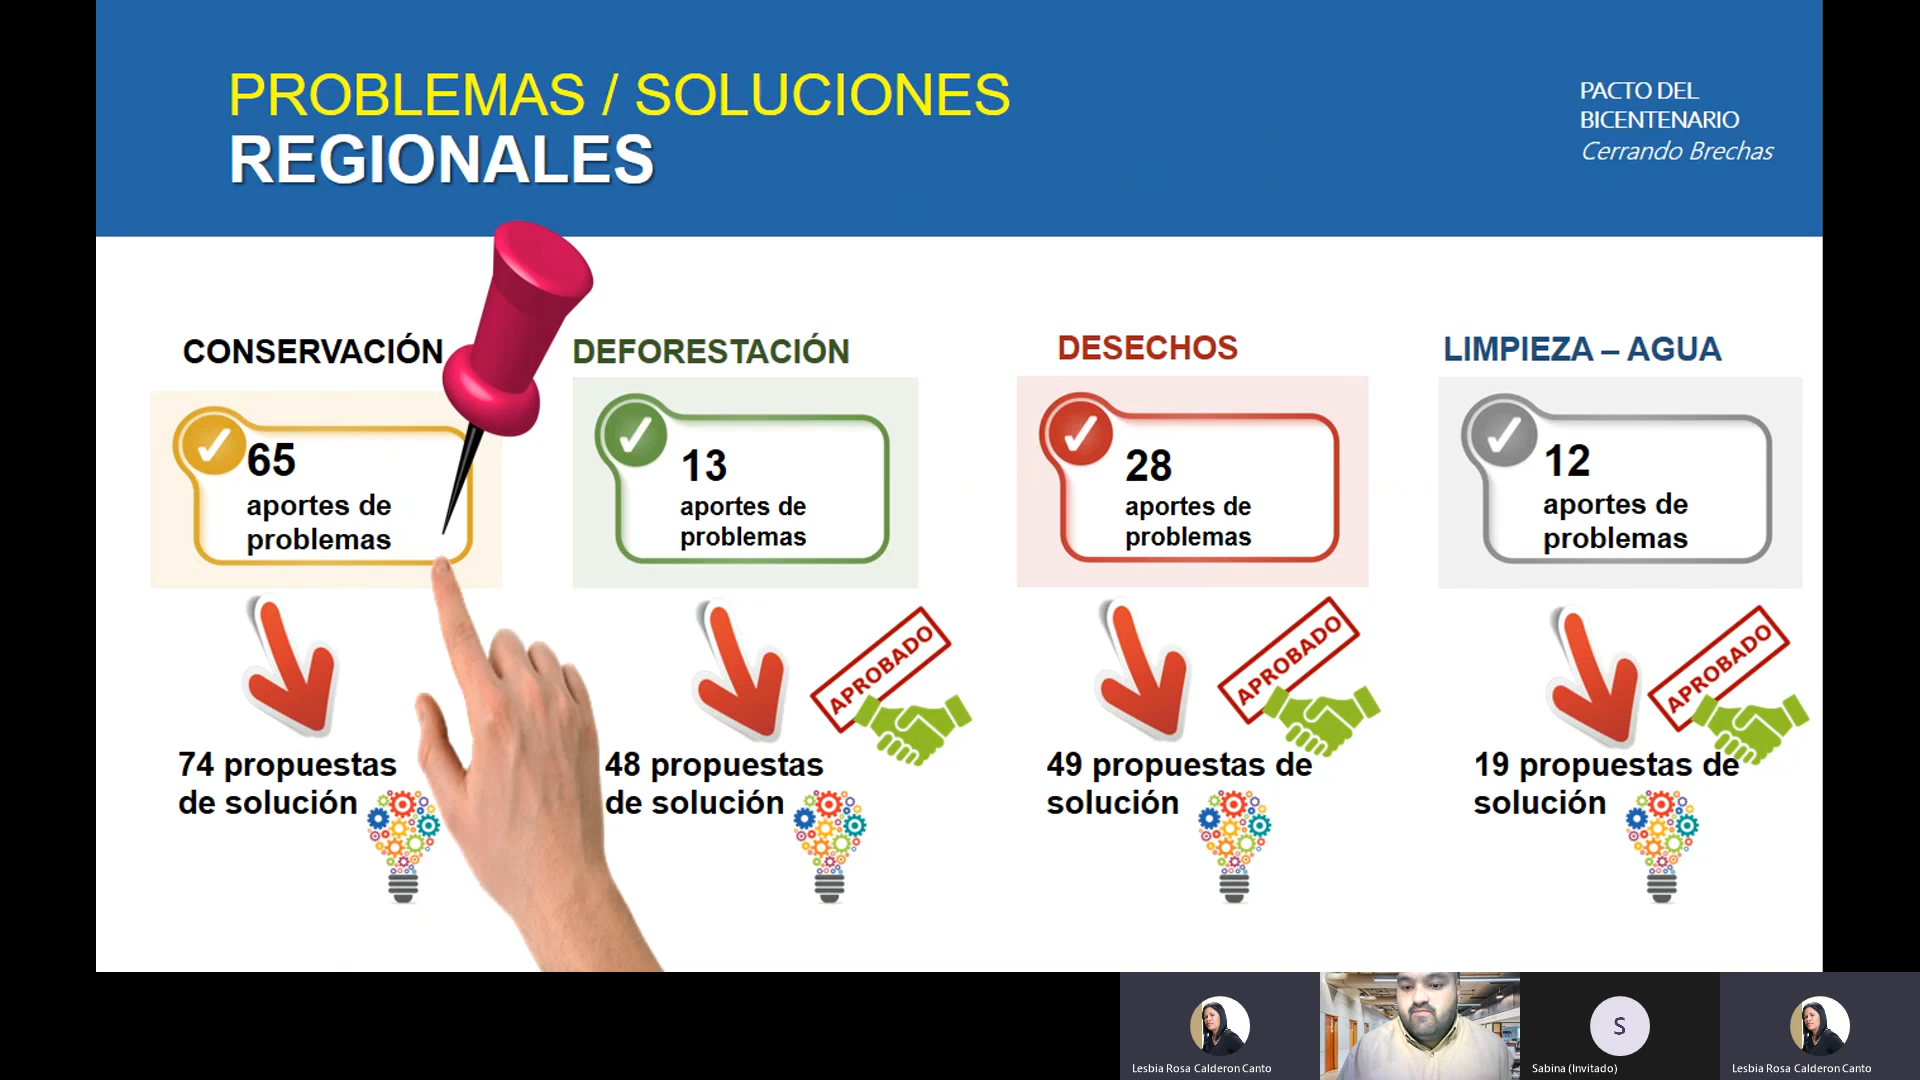 PROBLEMAS / SOLUCIONES
REGIONALES
PACTO DEL
BICENTENARIO
Cerrando Brechas
CONSERVACIÓN
65
aportes de
problemas
74 propuestas
de solución
DEFORESTACIÓN
13
aportes de
problemas
APROBADO
48 propuestas
de solución
DESECHOS
28
aportes de
problemas
APROBADO
49 propuestas de
solución
LIMPIEZA – AGUA
12
aportes de
problemas
APROBADO
19 propuestas de
solución
Lesbia Rosa Calderon Canto
S
Sabina (Invitado)
Lesbia Rosa Calderon Canto